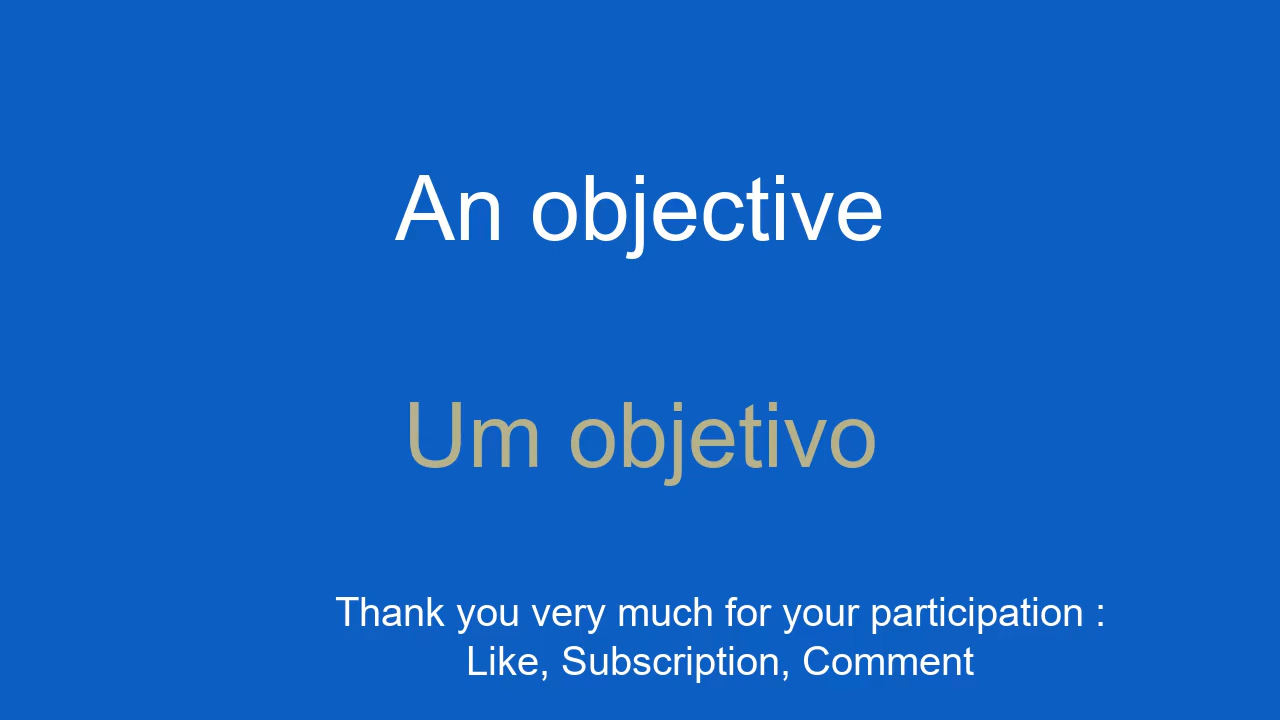 An objective
Um objetivo
Thank you very much for your participation :
Like, Subscription, Comment